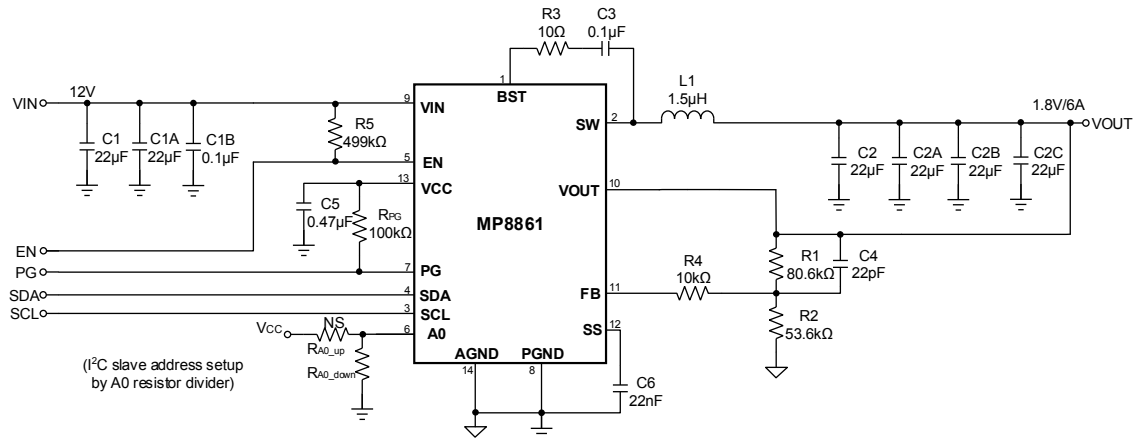 R3
10Ω
C3
0.1µF
1
BST
L1
1.5µH
12V
VIN
9
VIN
SW
2
1.8V/6A
VOUT
C1
22µF
C1A
22µF
C1B
0.1µF
R5
499kΩ
5
EN
C2
22µF
C2A
22µF
C2B
22µF
C2C
22µF
13
VCC
VOUT
10
C5
0.47µF
RPG
100kΩ
MP8861
EN
PG
7
PG
R1
80.6kΩ
C4
22pF
R4
10kΩ
SDA
4
SDA
FB
11
SCL
3
SCL
R2
53.6kΩ
SS
12
VCC
NS
6
A0
RA0_up
RA0_down
(I²C slave address setup
by A0 resistor divider)
AGND
PGND
14
8
C6
22nF